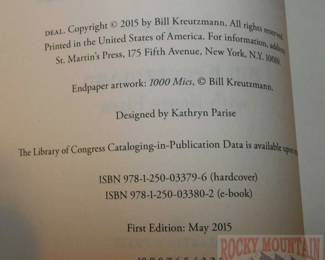 DEAL. Copyright © 2015 by Bill Kreutzmann. All rights reserved.
Printed in the United States of America. For information, address
St. Martin's Press, 175 Fifth Avenue, New York, N.Y. 10010.
Endpaper artwork: 1000 Mics, © Bill Kreutzmann.
Designed by Kathryn Parise
The Library of Congress Cataloging-in-Publication Data is available upon
ISBN 978-1-250-03379-6 (hardcover)
ISBN 978-1-250-03380-2 (e-book)
First Edition: May 2015
ROCKY MOUNTAIN